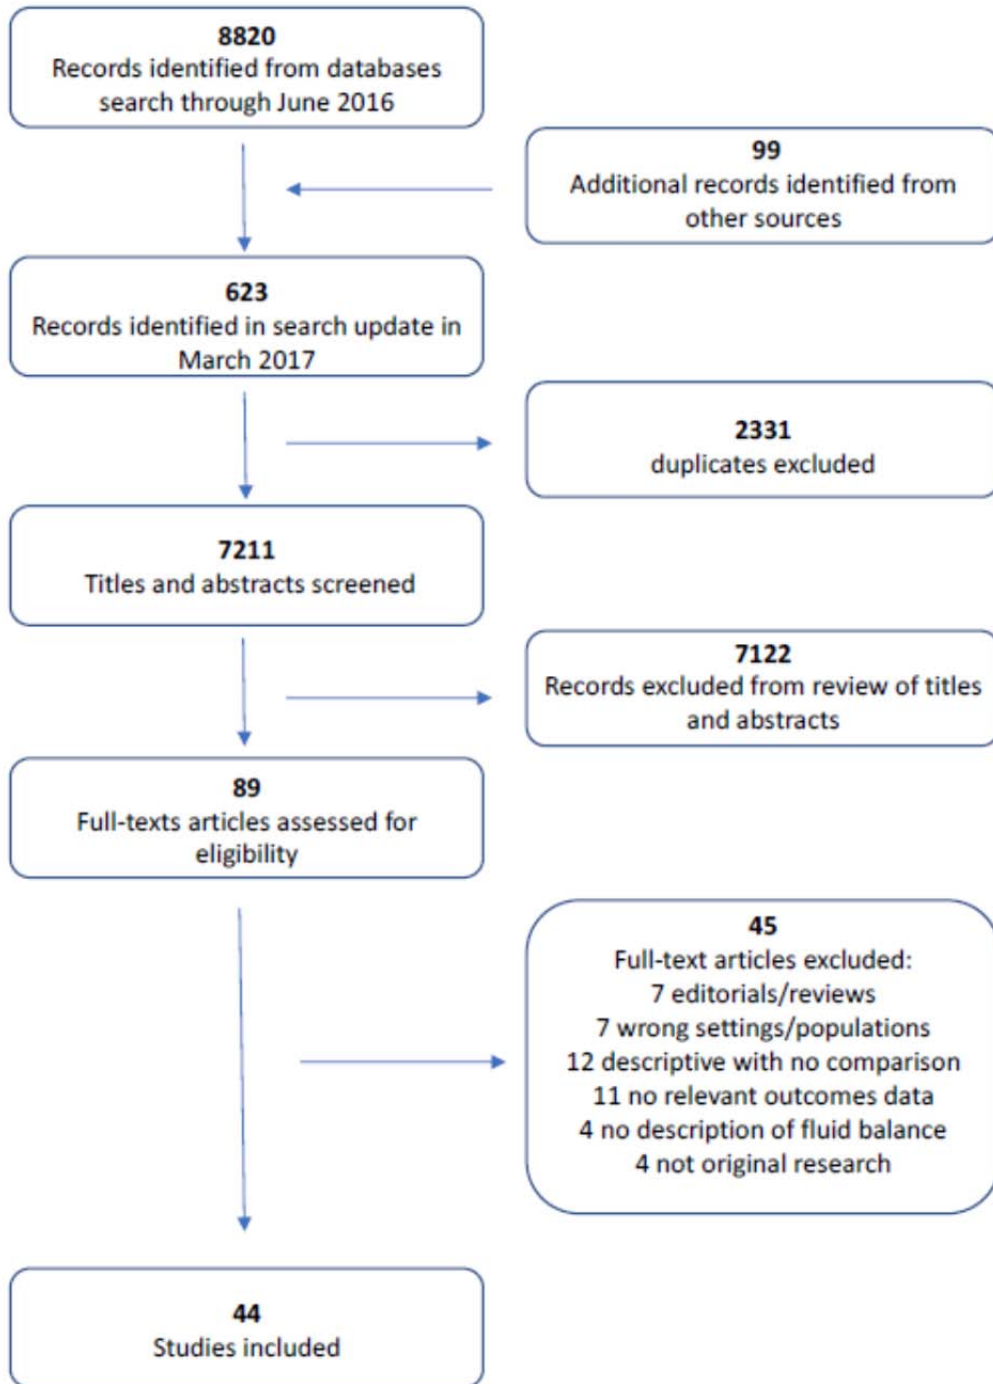 8820
Records identified from databases
search through June 2016
99
Additional records identified from
other sources
623
Records identified in search update in
March 2017
2331
duplicates excluded
7211
Titles and abstracts screened
7122
Records excluded from review of titles
and abstracts
89
Full-texts articles assessed for
eligibility
45
Full-text articles excluded:
7 editorials/reviews
7 wrong settings/populations
12 descriptive with no comparison
11 no relevant outcomes data
4 no description of fluid balance
4 not original research
44
Studies included